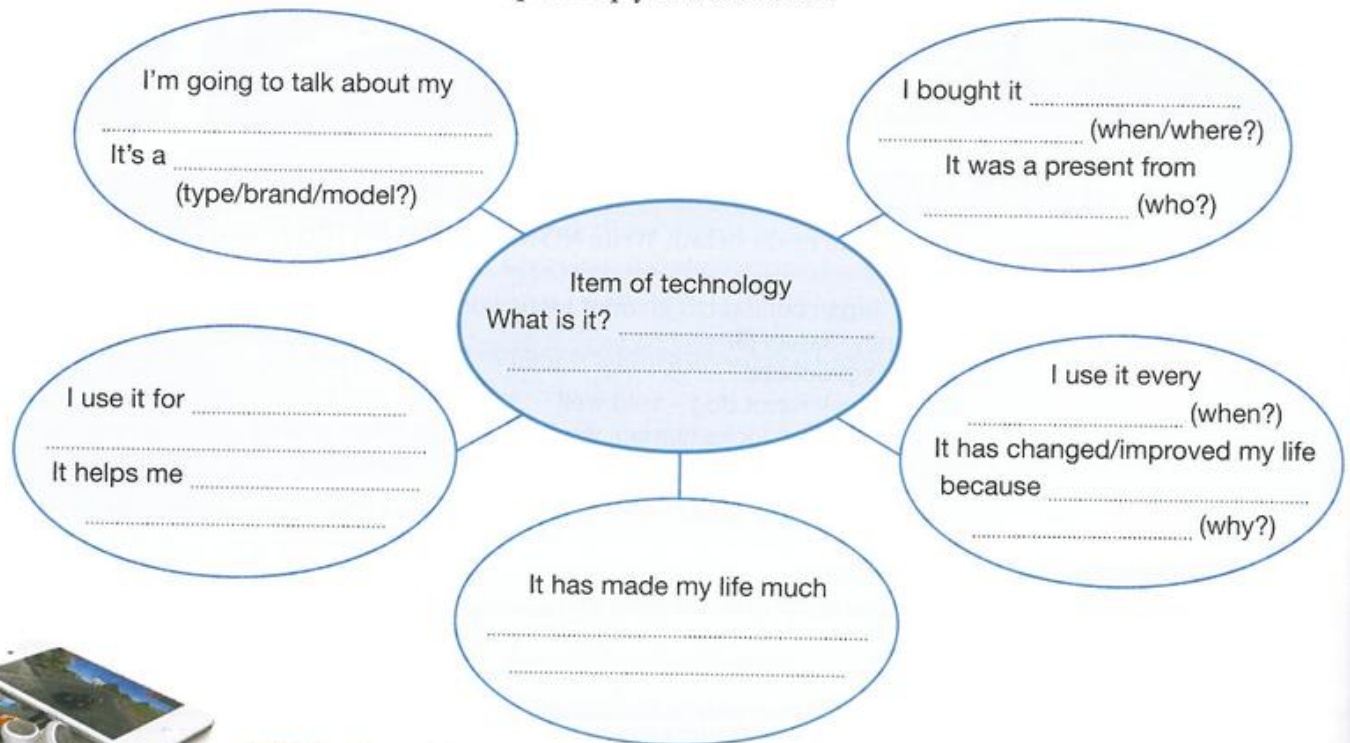 I'm going to talk about my
It's a
(type/brand/model?)
I bought it
(when/where?)
It was a present from
(who?)
Item of technology
What is it?
I use it for
It helps me
I use it every
(when?)
It has changed/improved my life
because
(why?)
It has made my life much